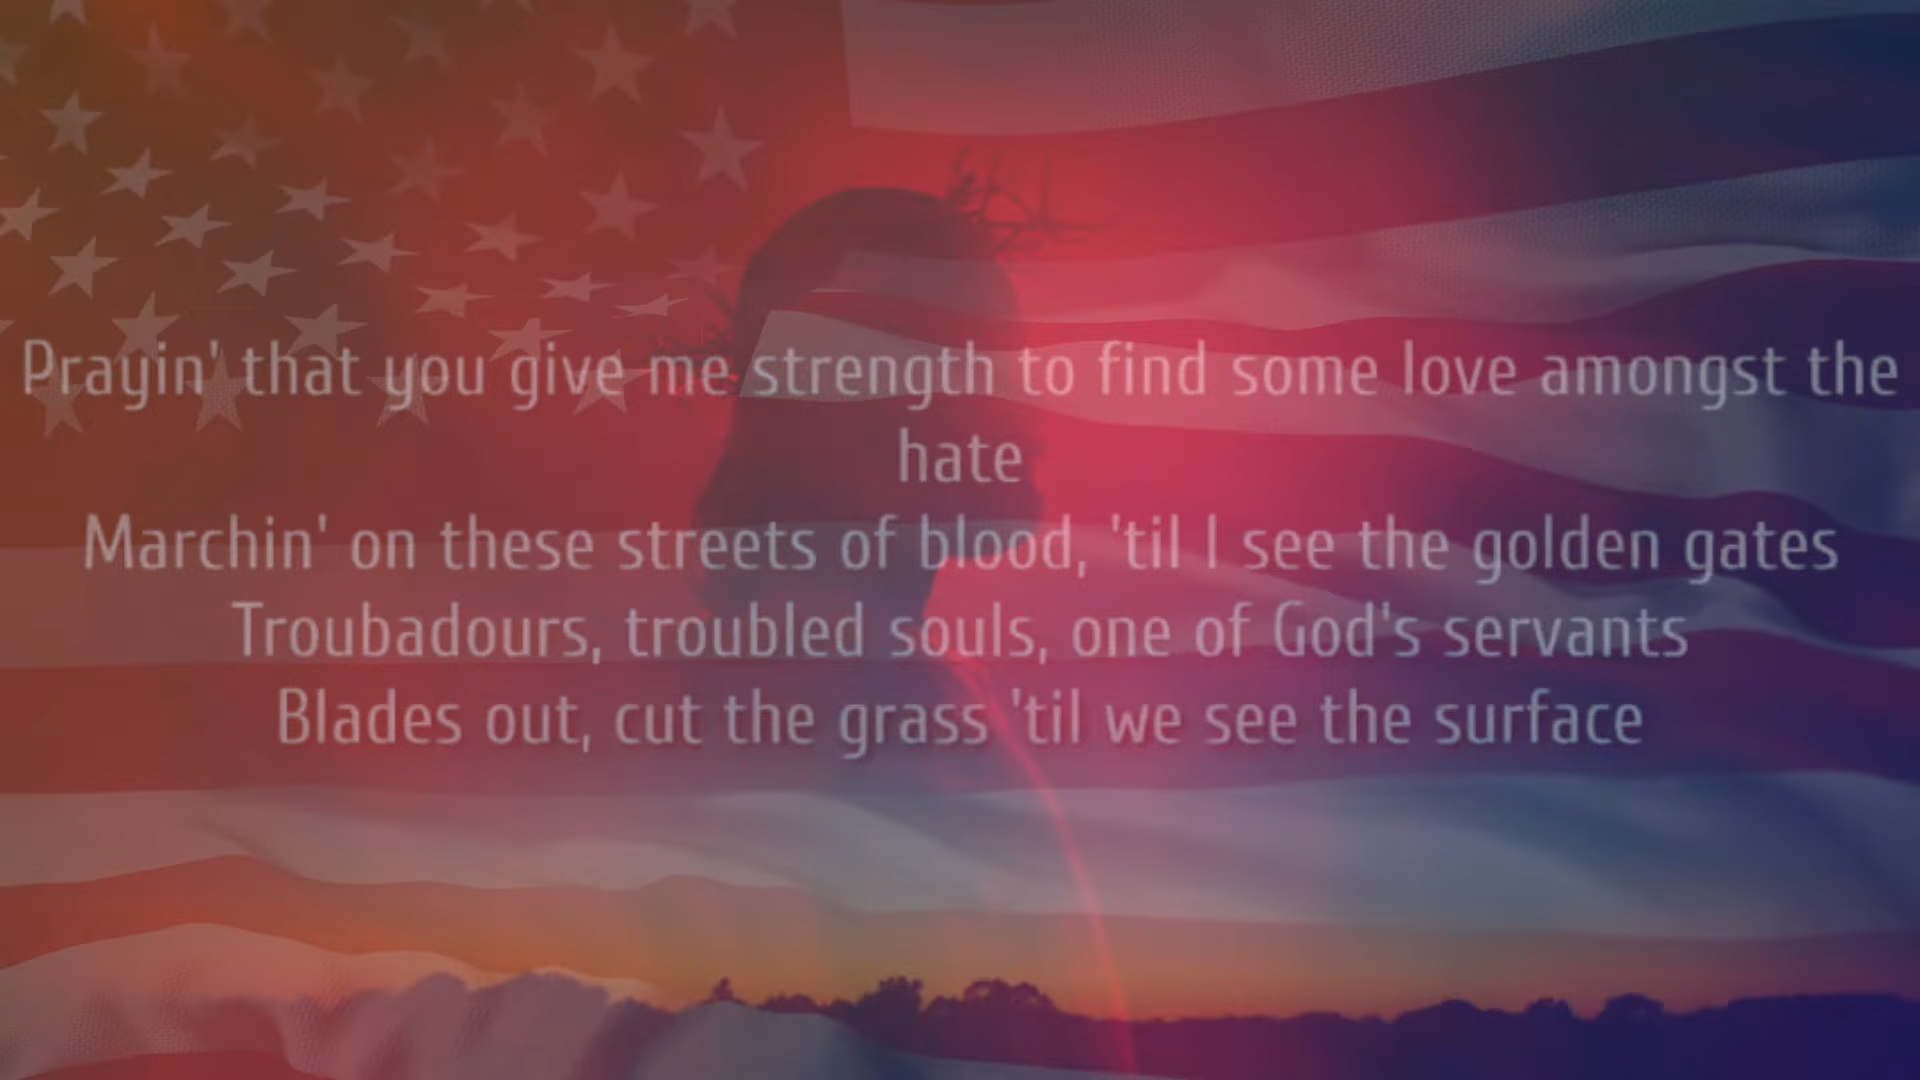 Prayin' that you give me strength to find some love amongst the
hate
Marchin' on these streets of blood, 'til I see the golden gates
Troubadours, troubled souls, one of God's servants
Blades out, cut the grass 'til we see the surface